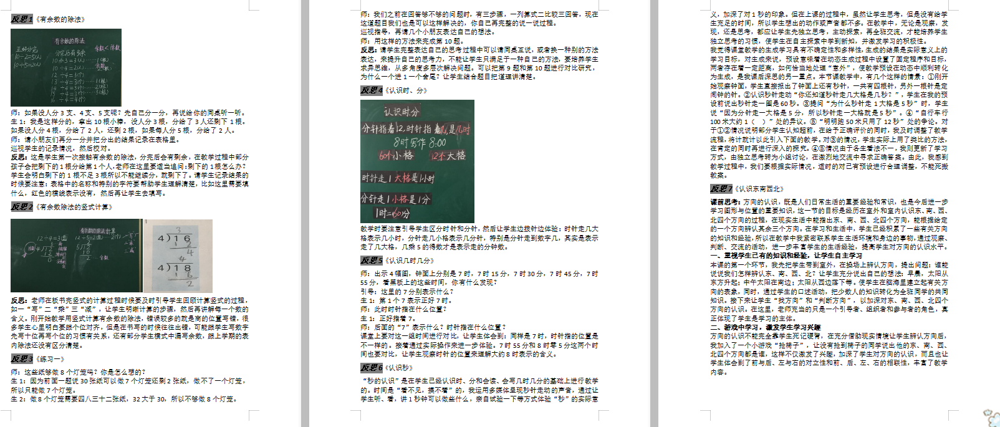 反思1《有余数的除法》
正好分完
10÷2=5(人)
10÷5=2(人)
有余数的除法
分完后有多余
余数<除数
10÷3=3(人)……1(根)
余数
10÷4=2(人)……2(根)
12÷4=3(个)
13÷4=3(个)……1(根)
14÷4=3(个)……2(根)
15÷4=3(个)……3(根)
16÷4=4(个)
师：如果没人分3支、4支、5支呢？先自己分一分，再说给你的同桌听一听。
生1：我是这样分的，拿出10根小棒，没人分3根，分给了3人还剩下1根。
如果没人分4根，分给了2人，还剩2根，如果每人分5根，分给了2人。
师：请小朋友们再分一分并把分出的结果记录在表格里。
巡视学生的记录情况，然后校对。
反思：这是学生第一次接触有余数的除法，分完后会有剩余，在教学过程中部分
孩子会把剩下的1根分给第1个人，老师在这里要适当追问：剩下的1根怎么办？
学生会明白剩下的1根不足3根所以不能继续分，就剩下了。请学生记录结果的
时候要注意：表格中的名称和特别的字符要帮助学生理解清楚，比如这里需要填
什么，红色的横线表示没有，然后再让学生去填写。
反思2《有余数除法的竖式计算》
有余数的除法计算
12÷4=3(盘)
12÷5=2(盘)……2(个)
余数
3
4)16
12
4
4
4)18
16
2
反思：老师在板书完竖式的计算过程时候要及时引导学生回顾计算竖式的过程，
如一“写”二“乘”三“减”，让学生明晰计算的步骤，然后再讲解每一个数的
含义。刚开始教学用竖式计算有余数的除法，错误较多的就是商的位置写错，很
多学生心里明白要跟个位对齐，但是在书写的时候往往出错，可能跟学生写数字
先写十位再写个位的习惯有关系，还有部分学生横式中漏写余数，跟上学期的表
内除法还没有区分清楚。
反思3《练习一》
师：这些纸够做8个灯笼吗？你是怎么想的？
生1：因为前面一题说30张纸可以做7个灯笼还剩2张纸，做不了一个灯笼，
所以只能做7个灯笼。
生2：做8个灯笼需要四八三十二张纸，32大于30，所以不够做8个灯笼。
师：我们之前在回答够不够的问题时，有三步骤，一列算式二比较三回答，现在
这道题目我们也是可以这样解决的，你自己再完整的说一说过程。
巡视指导，再请几个小朋友表达自己的想法。
师：用这样的方法来完成第10题。
反思：请学生完整表达自己的思考过程中可以请同桌互说，或者换一种别的方法
表达，来提升自己的思考力，不能让学生只满足于一种自己的方法，要培养学生
求异思维，从多角度多层次解决问题。可以把第9题和第10题进行对比研究，
为什么一个进1一个舍尾？让学生结合题目把道理讲清楚。
反思4《认识时、分》
认识时分
分针指着12,时针指着几,是几时
8时写作8:00
60个小格 12个大格
时针走1大格是1小时
分针走1小格是1分
1时=60分
教学时要注意引导学生区分时针和分针，然后让学生边拨针边体验：时针走几大
格表示几小时，分针走几小格表示几分针，特别是分针走到数字几，其实是表示
走了几大格，几乘5的得数才是表示走的分钟数。
反思5《认识几时几分》
师：出示4幅图，钟面上分别是7时，7时15分，7时30分，7时45分，7时
55分，看黑板上的这些时间，你有什么发现？
引导：这里的7分别表示什么？
生1：第1个7表示正好7时。
师：此时时针指在什么位置？
生1：正好指着7。
师：后面的“7”表示什么？时针指在什么位置？
课堂上要对这一组时间进行对比，让学生体会到：同样是7时，时针指的位置是
不一样的。接着通过实际操作来进一步体验。7时55分和8时零5分这两个时
间也要对比，让学生观察时针的位置来理解大约8时表示的含义。
反思6《认识秒》
“秒的认识”是在学生已经认识时、分和会读、会写几时几分的基础上进行教学
的。时间是“看不见，摸不着”的，我运用多媒体呈现秒针走动的声音，通过让
学生听、看，讲1秒钟可以做些什么，亲自试验一下等方式体验“秒”的实际意
义，加深了对1秒的印象。但在上课的过程中，虽然让学生思考，但是没有给学
生充足的时间，所以学生想出的动作或声音都不多。在教学中，无论是观察，发
现，还是思考，都应让学生先独立思考，主动探索，再全班交流，才能培养学生
独立思考的习惯，使学生在自主探索中学到新知，并激发学习的积极性。
我觉得课堂教学的生成学习具有不确定性和多样性，生成的结果是实际意义上的
学习目标，对生成来说，预设意味着在动态生成过程中设置了固定程序和目标，
两者存在着一定距离，如何恰当地处理“意外”，使教学预设在动态中顺利转化
为生成，是我课后深思的另一重点。本节课教学中，有几个这样的情景：①刚开
始观察钟面，学生直接报出了钟面上还有秒针，一共有四根针，另外一根针是定
闹钟的针。②认识秒针走动“你还知道秒针走几大格是几秒？”，学生在我的预
设前说出秒针走一圈是60秒。③提问“为什么秒针走1大格是5秒”时，学生
说“因为分针走一大格是5分，所以秒针走一大格就是5秒”。④“自行车行
100米大约1（ ）”处的异议。⑤“明明跑50米只用了12秒”处的争论。对
于①②情况说明部分学生认知超前，在给予正确评价的同时，我及时调整了教学
流程，将计就计以此引入下面的教学。对③的情况，学生实际上用了类比的方法，
在肯定的同时再进行深入的探究。④⑤情况由于各生看法不一，我则更新了学习
方式，由独立思考转为小组讨论，在激烈地交流中寻求正确答案。由此，我感到
教学过程中，我们要根据实际情况，适时的对已有预设进行合理调整，不能死搬
教案。
反思7《认识东南西北》
课前思考：方向的认识，既是人们日常生活的重要经验和常识，也是今后进一步
学习图形与位置的重要知识，这一节的目标是经历在室外和室内认识东、南、西、
北四个方向的过程，在现实生活中能指出东、南、西、北四个方向，能根据给定
的一个方向辨认其余三个方向。在学习和生活中，学生已经积累了一些有关方向
的知识和经验，所以在教学中我紧密联系学生生活环境和身边的事物，通过观察、
判断、交流的活动，进一步丰富学生的生活经验，提高学生对方向的认识水平。
一、重视学生已有的知识和经验，让学生自主学习
本课的第一个环节，我先把学生带到室外，在操场上辨认方向，提出问题：谁能
说说我们怎样辨认东、南、西、北？让学生充分说出自己的想法：早晨，太阳从
东方升起；中午太阳在南边；太阳从西边落下等。使学生在脑海里建立起有关方
向的表象，同时，通过学生的口述活动，把少数人的知识转化为全班同学的共同
知识。接下来让学生“找方向”和“判断方向”，以加深对东、南、西、北四个
方向的认识。在这里，老师充当的只是一个引导者、组织者和参与者的角色，真
正体现了学生是学习的主体。
二、游戏中学习，激发学生学习兴趣
方向的认识不能完全靠学生死记硬背，在充分借助现实情境让学生辨认方向后，
我加入了一个小游戏“抢椅子”，让没有抢到椅子的同学说出他的东、南、西、
北四个方向都是谁，这样不仅激发了兴趣，加深了学生对方向的认识，而且也让
学生体会到了前与后、左与右的对立性和前、后、左、右的相联性，丰富了教学
内容。